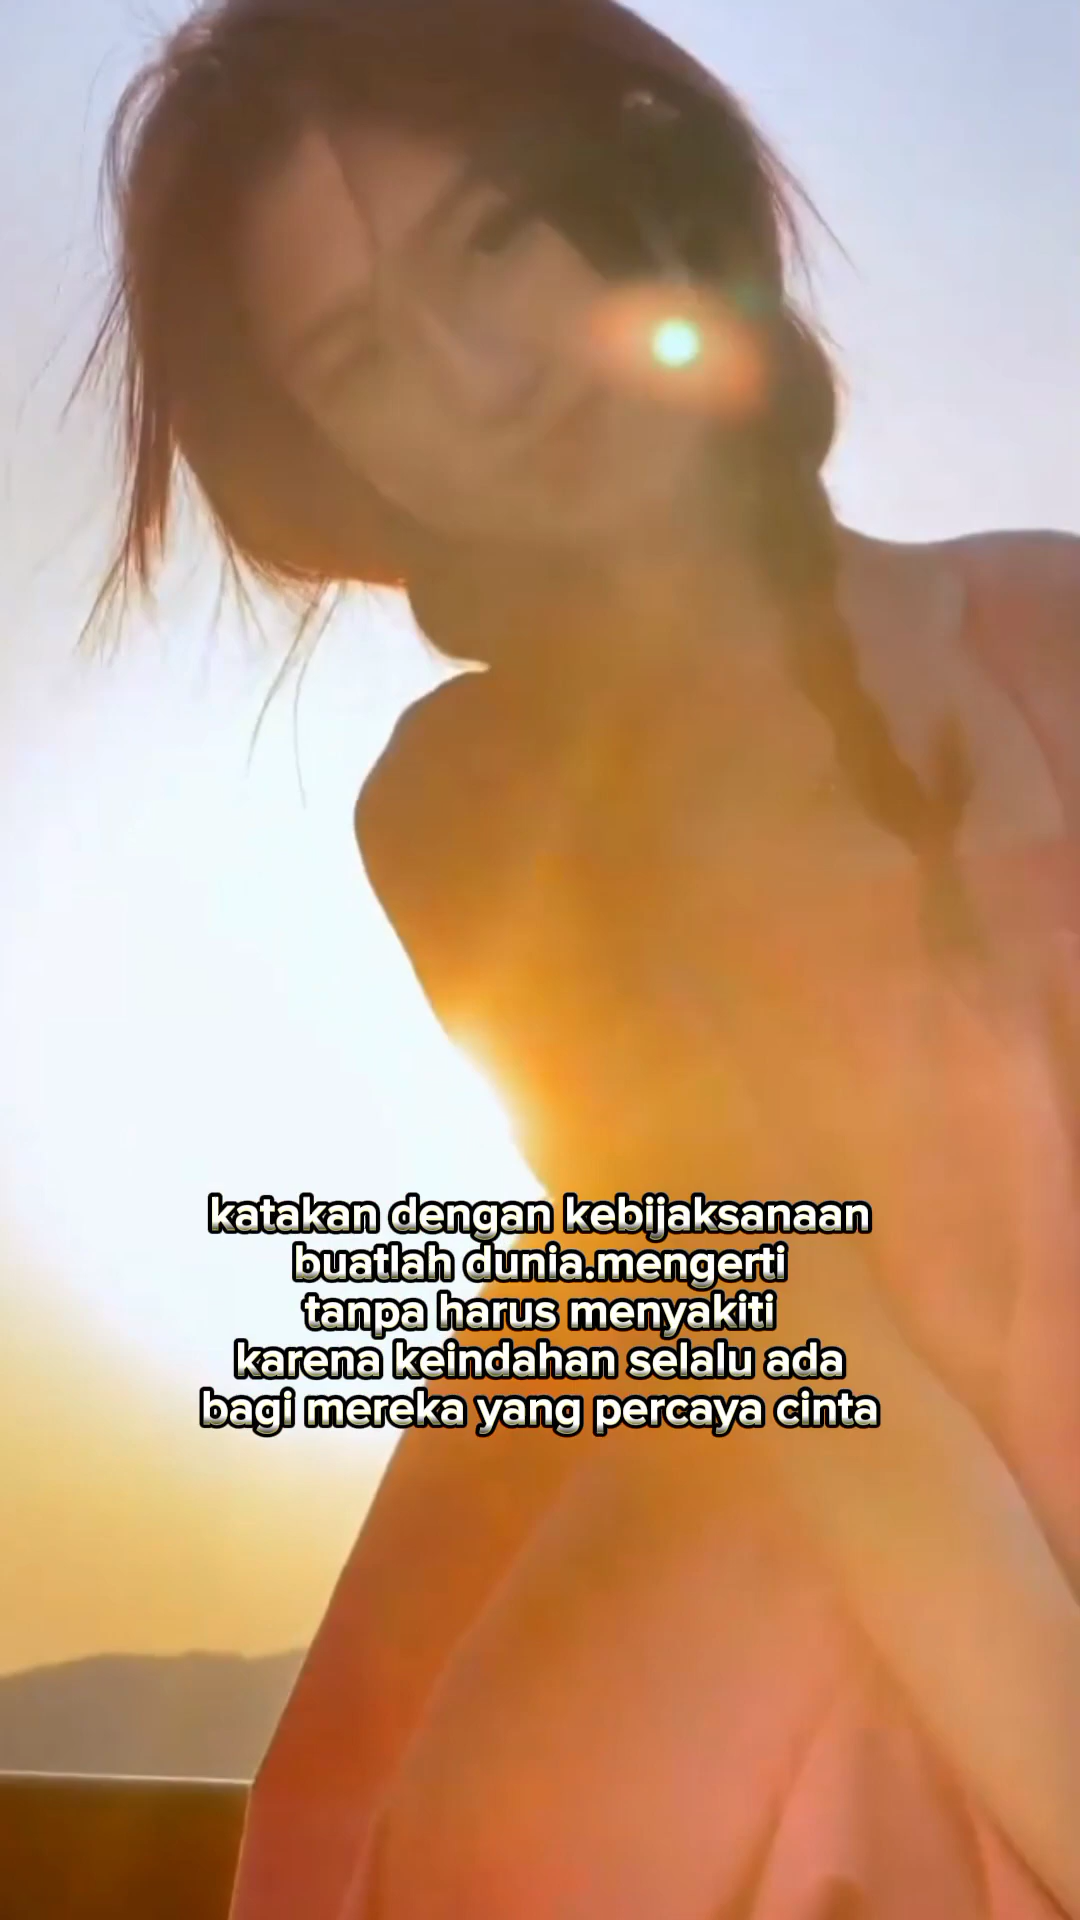 katakan dengan kebijaksanaan
buatlah dunia.mengerti
tanpa harus menyakiti
karena keindahan selalu ada
bagi mereka yang percaya cinta